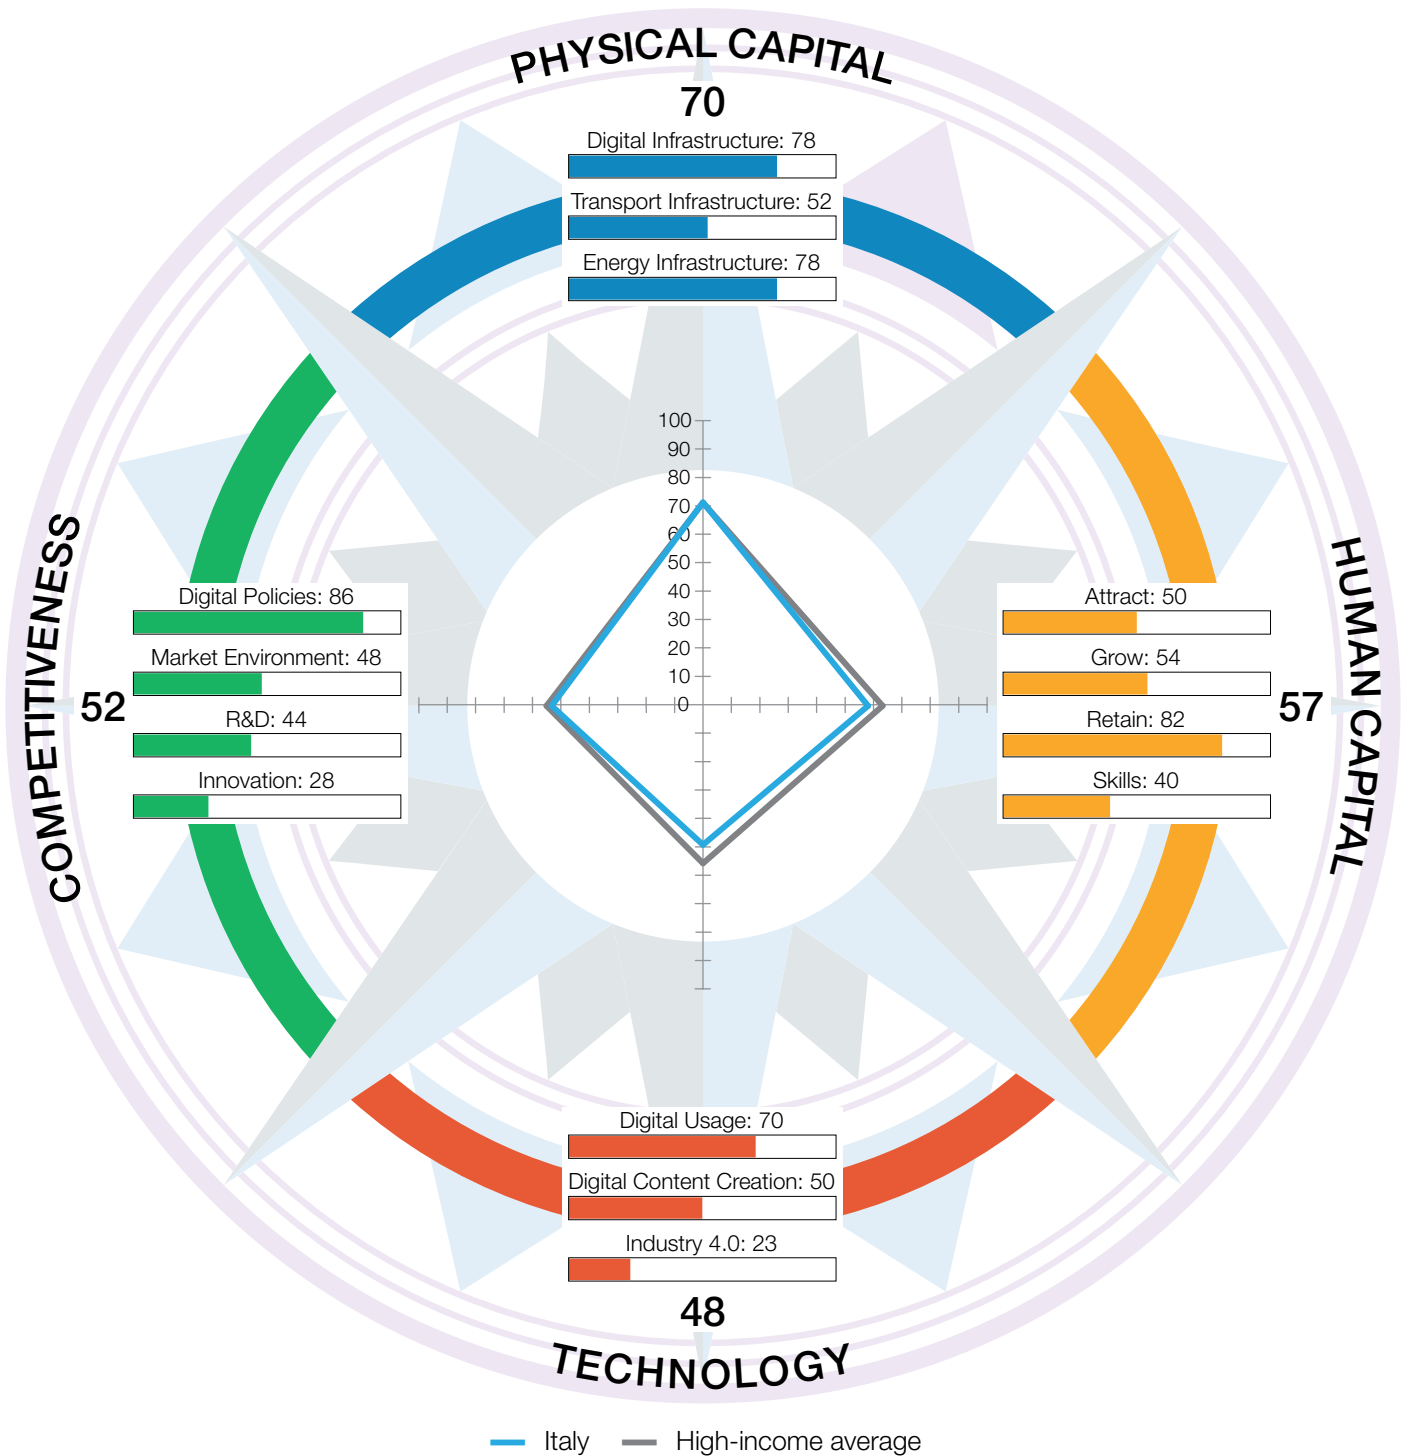 PHYSICAL CAPITAL
70
Digital Infrastructure: 78
Transport Infrastructure: 52
Energy Infrastructure: 78
100
90
80
70
60
50
40
30
20
10
0
COMPETITIVENESS
52
Digital Policies: 86
Market Environment: 48
R&D: 44
Innovation: 28
HUMAN CAPITAL
57
Attract: 50
Grow: 54
Retain: 82
Skills: 40
Digital Usage: 70
Digital Content Creation: 50
Industry 4.0: 23
48
TECHNOLOGY
Italy
High-income average